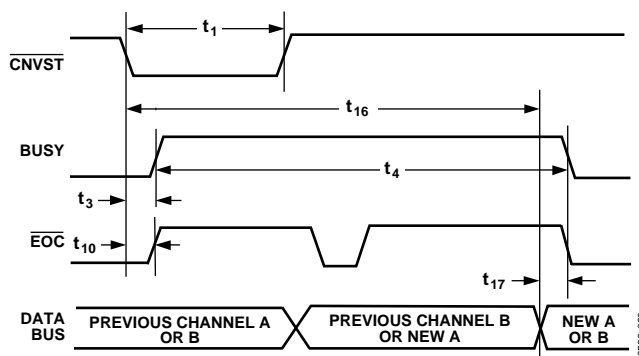 t1
CNVST
t16
BUSY
t4
t3
EOC
t10
t17
DATA
BUS
PREVIOUS CHANNEL A
OR B
PREVIOUS CHANNEL B
OR NEW A
NEW A
OR B